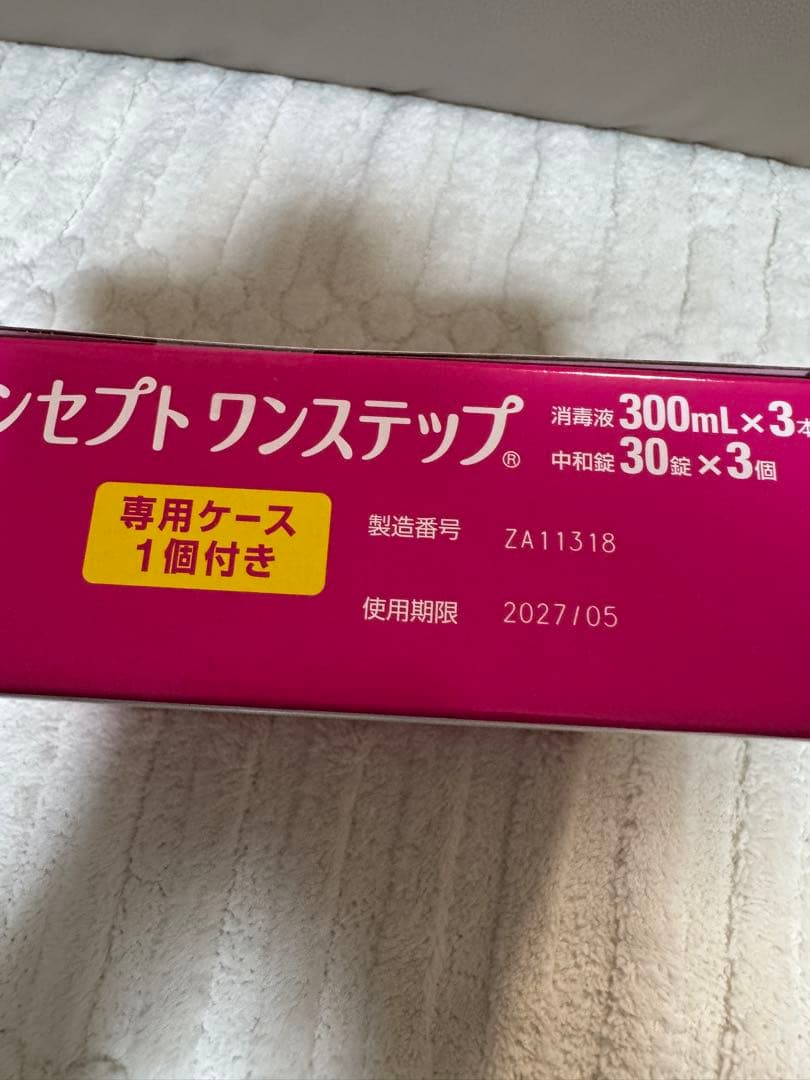 ンセプト ワンステップ®
消毒液 300mL×3本
中和錠 30錠×3個
専用ケース
1個付き
製造番号 ZA11318
使用期限 2027/05